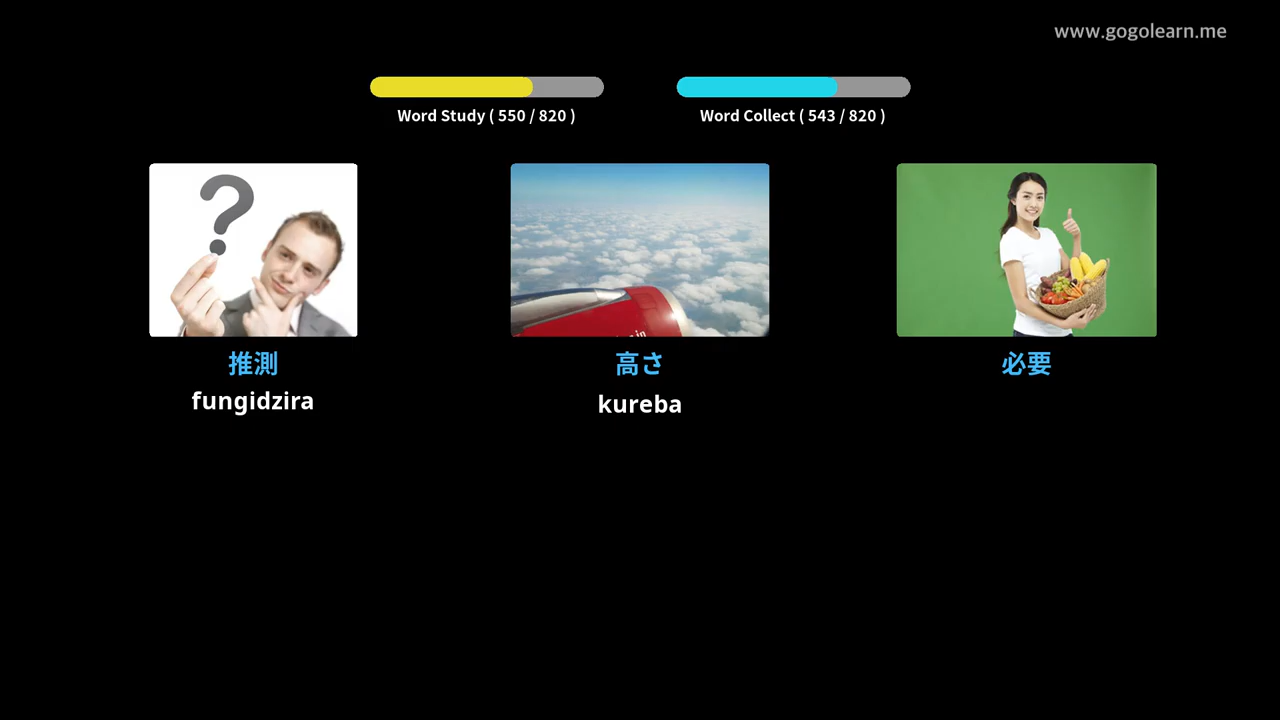 www.gogolearn.me
Word Study ( 550 / 820 )
Word Collect ( 543 / 820 )
推測
高さ
必要
fungidzira
kureba